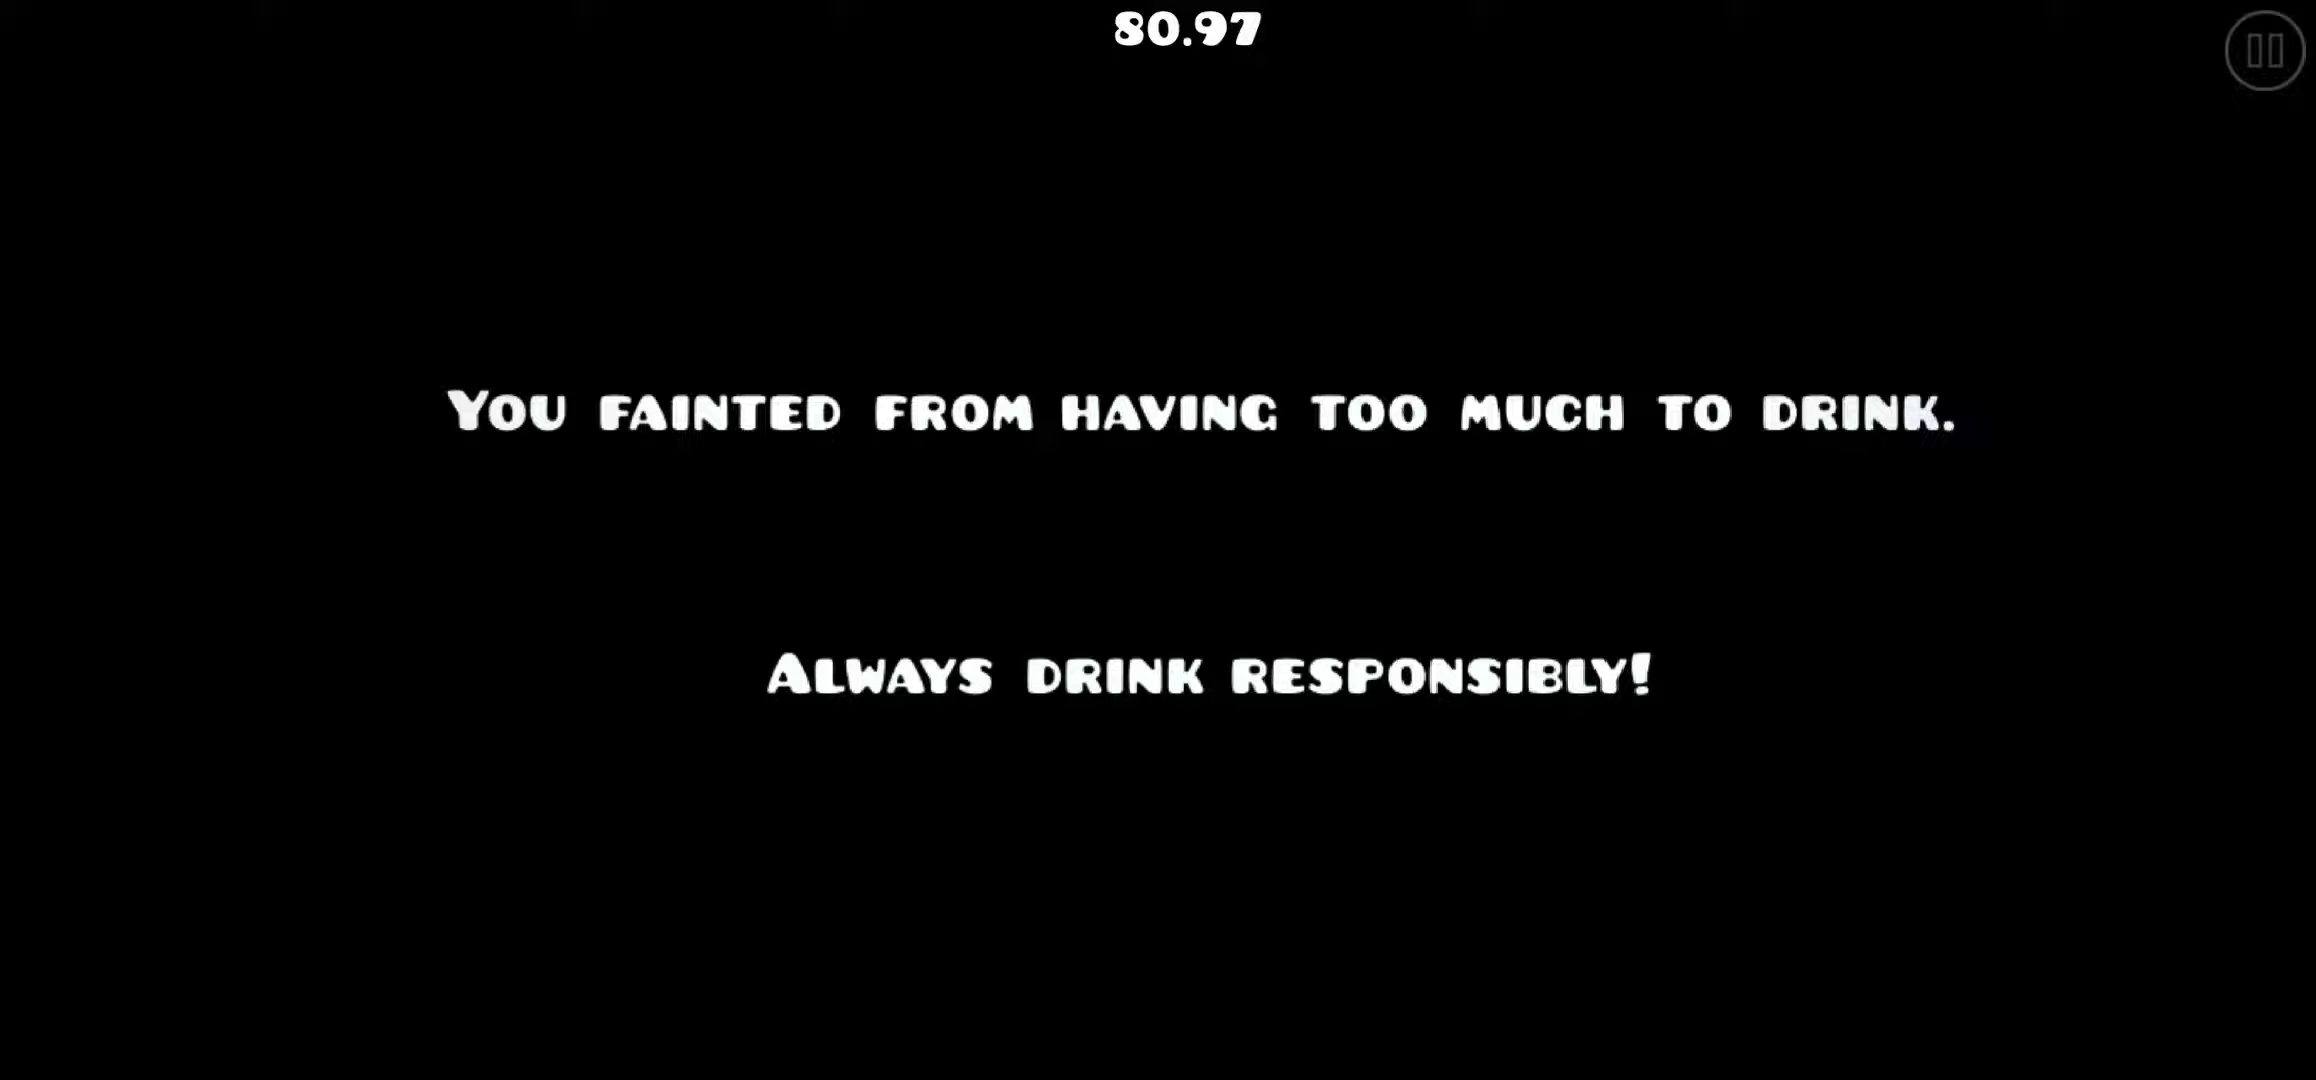 80.97
You fainted from having too much to drink.
Always drink responsibly!